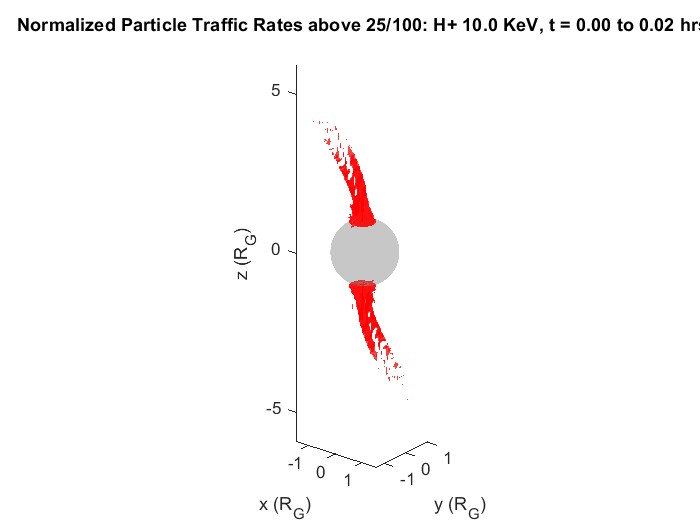 Normalized Particle Traffic Rates above 25/100: H+ 10.0 KeV, t = 0.00 to 0.02 hrs
5
0
-5
z (R_G)
-1
0
1
x (R_G)
-1
0
1
y (R_G)